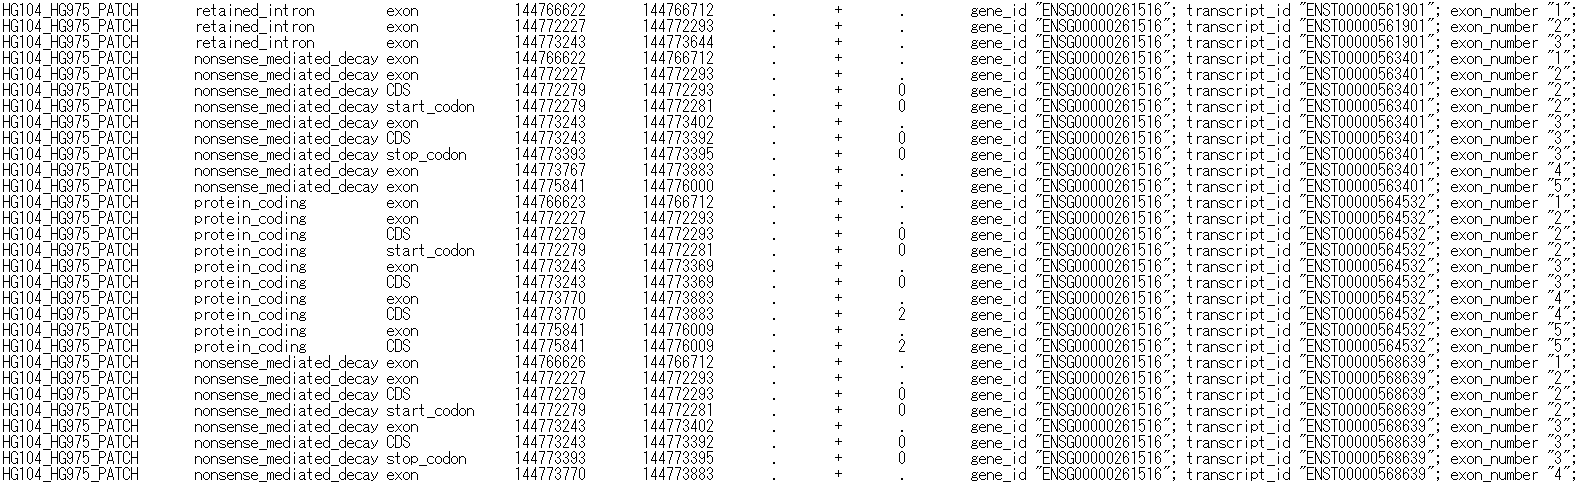 HG104_HG975_PATCH retained_intron exon 144766622 144766712 . + . gene_id "ENSG00000261516"; transcript_id "ENST00000561901"; exon_number "1";
HG104_HG975_PATCH retained_intron exon 144772227 144772293 . + . gene_id "ENSG00000261516"; transcript_id "ENST00000561901"; exon_number "2";
HG104_HG975_PATCH retained_intron exon 144773243 144773644 . + . gene_id "ENSG00000261516"; transcript_id "ENST00000561901"; exon_number "3";
HG104_HG975_PATCH nonsense_mediated_decay exon 144766622 144766712 . + . gene_id "ENSG00000261516"; transcript_id "ENST00000563401"; exon_number "1";
HG104_HG975_PATCH nonsense_mediated_decay exon 144772227 144772293 . + . gene_id "ENSG00000261516"; transcript_id "ENST00000563401"; exon_number "2";
HG104_HG975_PATCH nonsense_mediated_decay CDS 144772279 144772293 . + 0 gene_id "ENSG00000261516"; transcript_id "ENST00000563401"; exon_number "2";
HG104_HG975_PATCH nonsense_mediated_decay start_codon 144772279 144772281 . + 0 gene_id "ENSG00000261516"; transcript_id "ENST00000563401"; exon_number "2";
HG104_HG975_PATCH nonsense_mediated_decay exon 144773243 144773402 . + . gene_id "ENSG00000261516"; transcript_id "ENST00000563401"; exon_number "3";
HG104_HG975_PATCH nonsense_mediated_decay CDS 144773243 144773392 . + 0 gene_id "ENSG00000261516"; transcript_id "ENST00000563401"; exon_number "3";
HG104_HG975_PATCH nonsense_mediated_decay stop_codon 144773393 144773395 . + 0 gene_id "ENSG00000261516"; transcript_id "ENST00000563401"; exon_number "3";
HG104_HG975_PATCH nonsense_mediated_decay exon 144773767 144773883 . + . gene_id "ENSG00000261516"; transcript_id "ENST00000563401"; exon_number "4";
HG104_HG975_PATCH nonsense_mediated_decay exon 144775841 144776000 . + . gene_id "ENSG00000261516"; transcript_id "ENST00000563401"; exon_number "5";
HG104_HG975_PATCH protein_coding exon 144766623 144766712 . + . gene_id "ENSG00000261516"; transcript_id "ENST00000564532"; exon_number "1";
HG104_HG975_PATCH protein_coding exon 144772227 144772293 . + . gene_id "ENSG00000261516"; transcript_id "ENST00000564532"; exon_number "2";
HG104_HG975_PATCH protein_coding CDS 144772279 144772293 . + 0 gene_id "ENSG00000261516"; transcript_id "ENST00000564532"; exon_number "2";
HG104_HG975_PATCH protein_coding start_codon 144772279 144772281 . + 0 gene_id "ENSG00000261516"; transcript_id "ENST00000564532"; exon_number "2";
HG104_HG975_PATCH protein_coding exon 144773243 144773369 . + . gene_id "ENSG00000261516"; transcript_id "ENST00000564532"; exon_number "3";
HG104_HG975_PATCH protein_coding CDS 144773243 144773369 . + 0 gene_id "ENSG00000261516"; transcript_id "ENST00000564532"; exon_number "3";
HG104_HG975_PATCH protein_coding exon 144773770 144773883 . + . gene_id "ENSG00000261516"; transcript_id "ENST00000564532"; exon_number "4";
HG104_HG975_PATCH protein_coding CDS 144773770 144773883 . + 2 gene_id "ENSG00000261516"; transcript_id "ENST00000564532"; exon_number "4";
HG104_HG975_PATCH protein_coding exon 144775841 144776009 . + . gene_id "ENSG00000261516"; transcript_id "ENST00000564532"; exon_number "5";
HG104_HG975_PATCH protein_coding CDS 144775841 144776009 . + 2 gene_id "ENSG00000261516"; transcript_id "ENST00000564532"; exon_number "5";
HG104_HG975_PATCH nonsense_mediated_decay exon 144766626 144766712 . + . gene_id "ENSG00000261516"; transcript_id "ENST00000568639"; exon_number "1";
HG104_HG975_PATCH nonsense_mediated_decay exon 144772227 144772293 . + . gene_id "ENSG00000261516"; transcript_id "ENST00000568639"; exon_number "2";
HG104_HG975_PATCH nonsense_mediated_decay CDS 144772279 144772293 . + 0 gene_id "ENSG00000261516"; transcript_id "ENST00000568639"; exon_number "2";
HG104_HG975_PATCH nonsense_mediated_decay start_codon 144772279 144772281 . + 0 gene_id "ENSG00000261516"; transcript_id "ENST00000568639"; exon_number "2";
HG104_HG975_PATCH nonsense_mediated_decay exon 144773243 144773402 . + . gene_id "ENSG00000261516"; transcript_id "ENST00000568639"; exon_number "3";
HG104_HG975_PATCH nonsense_mediated_decay CDS 144773243 144773392 . + 0 gene_id "ENSG00000261516"; transcript_id "ENST00000568639"; exon_number "3";
HG104_HG975_PATCH nonsense_mediated_decay stop_codon 144773393 144773395 . + 0 gene_id "ENSG00000261516"; transcript_id "ENST00000568639"; exon_number "3";
HG104_HG975_PATCH nonsense_mediated_decay exon 144773770 144773883 . + . gene_id "ENSG00000261516"; transcript_id "ENST00000568639"; exon_number "4";